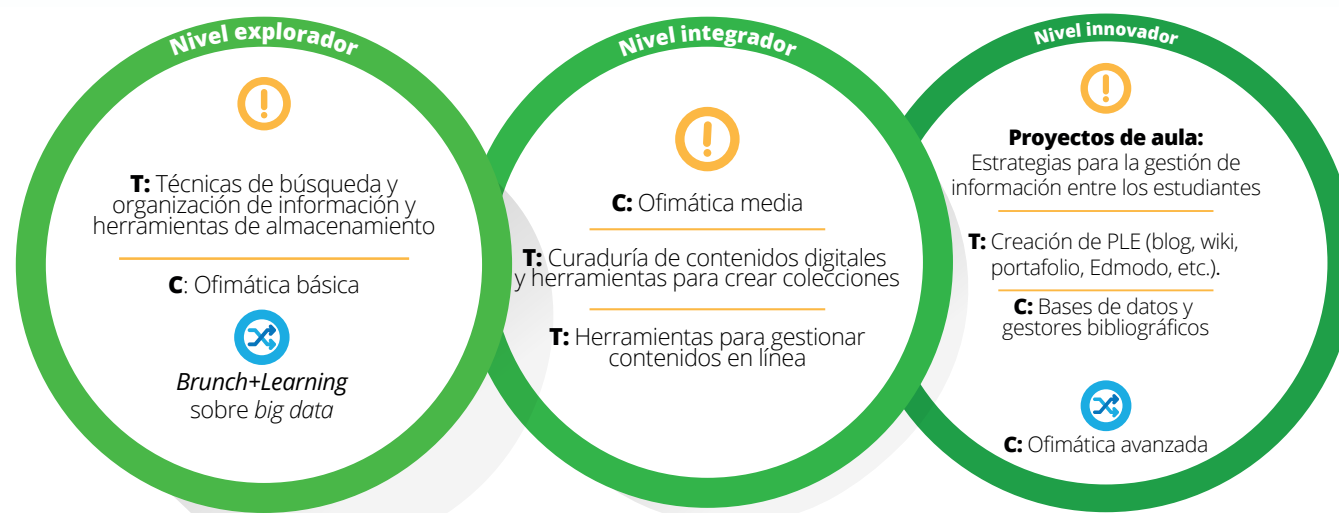 Nivel explorador
T: Técnicas de búsqueda y
organización de información y
herramientas de almacenamiento
C: Ofimática básica
Brunch+Learning
sobre big data
Nivel integrador
C: Ofimática media
T: Curaduría de contenidos digitales
y herramientas para crear colecciones
T: Herramientas para gestionar
contenidos en línea
Nivel innovador
Proyectos de aula:
Estrategias para la gestión de
información entre los estudiantes
T: Creación de PLE (blog, wiki,
portafolio, Edmodo, etc.).
C: Bases de datos y
gestores bibliográficos
C: Ofimática avanzada